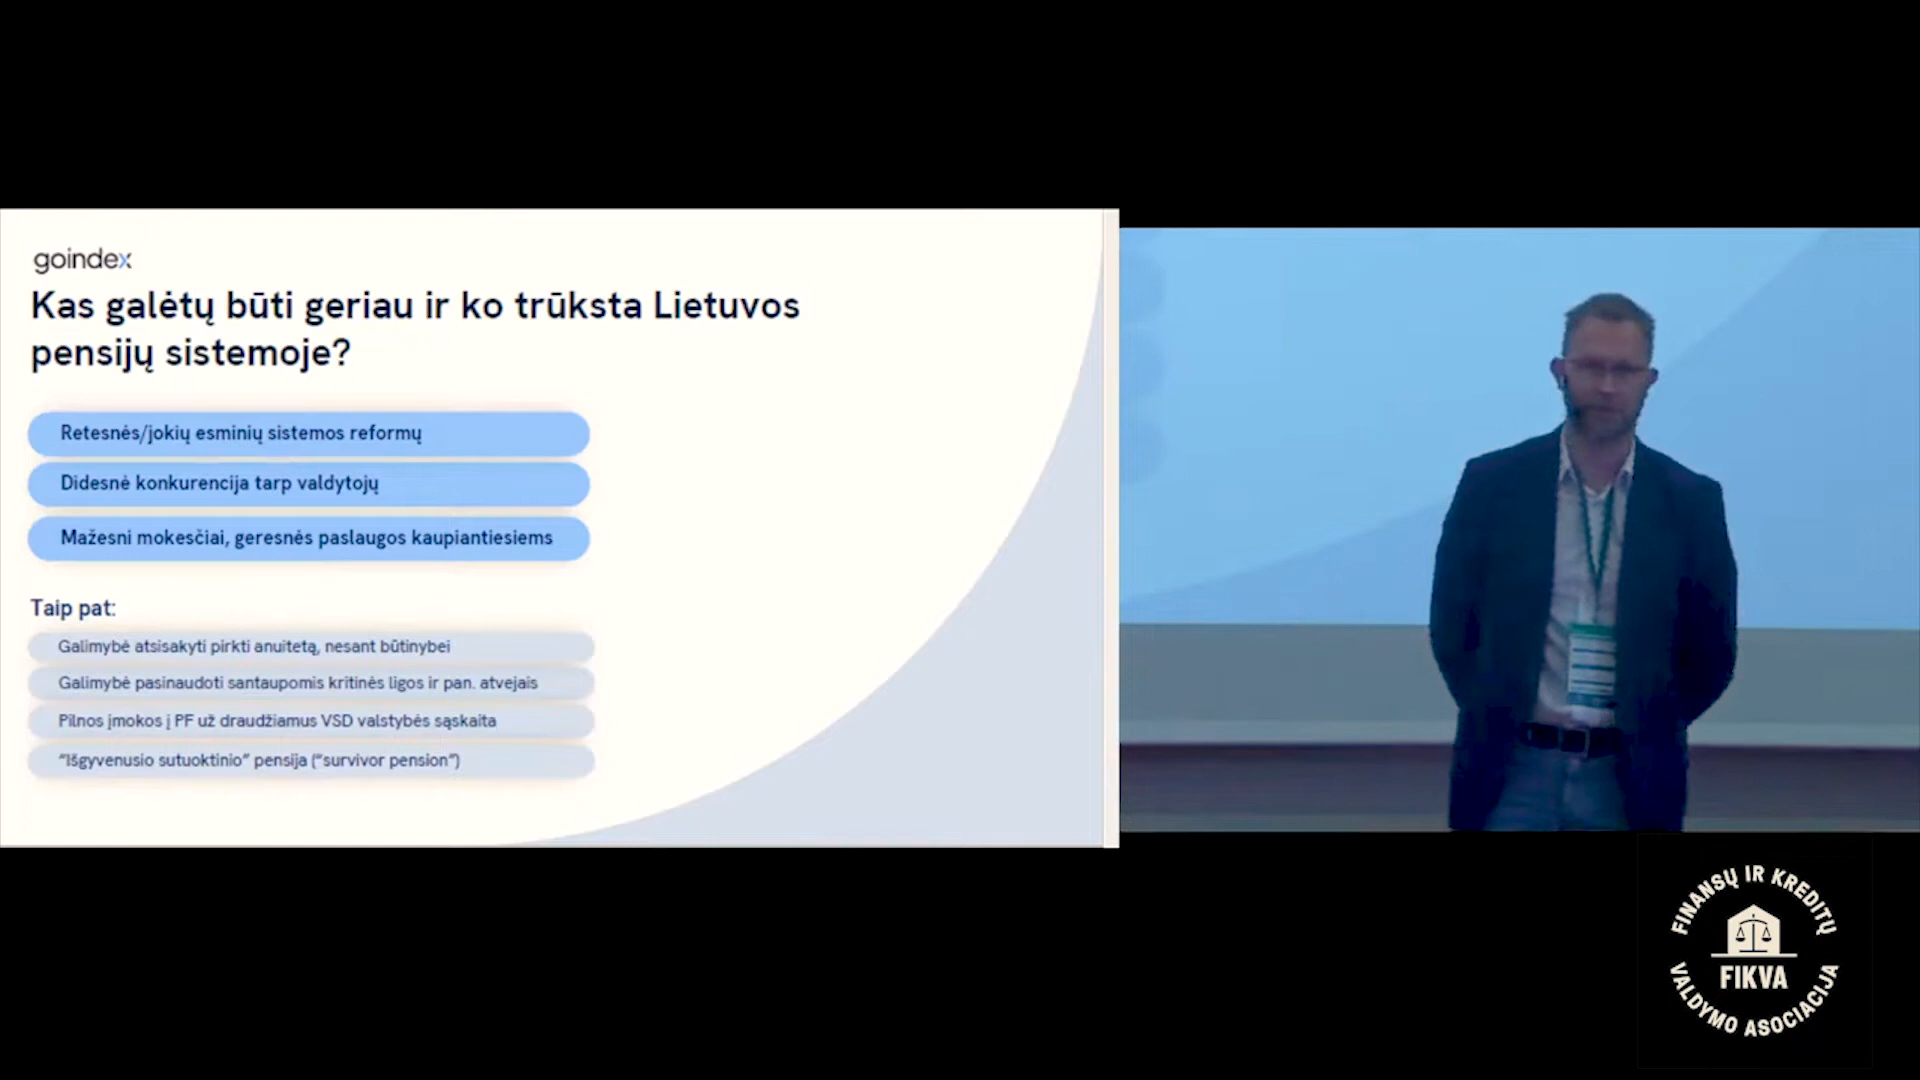 goindex
Kas galėtų būti geriau ir ko trūksta Lietuvos
pensijų sistemoje?
Retesnės/jokių esminių sistemos reformų
Didesnė konkurencija tarp valdytojų
Mažesni mokesčiai, geresnės paslaugos kaupiantiesiems
Taip pat:
Galimybė atsisakyti pirkti anuitetą, nesant būtinybei
Galimybė pasinaudoti santaupomis kritinės ligos ir pan. atvejais
Pilnos įmokos į PF už draudžiamus VSD valstybės sąskaita
“Išgyvenusio sutuoktinio” pensija (“survivor pension”)
FINANSŲ IR KREDITŲ
FIKVA
VALDYMO ASOCIACIJA